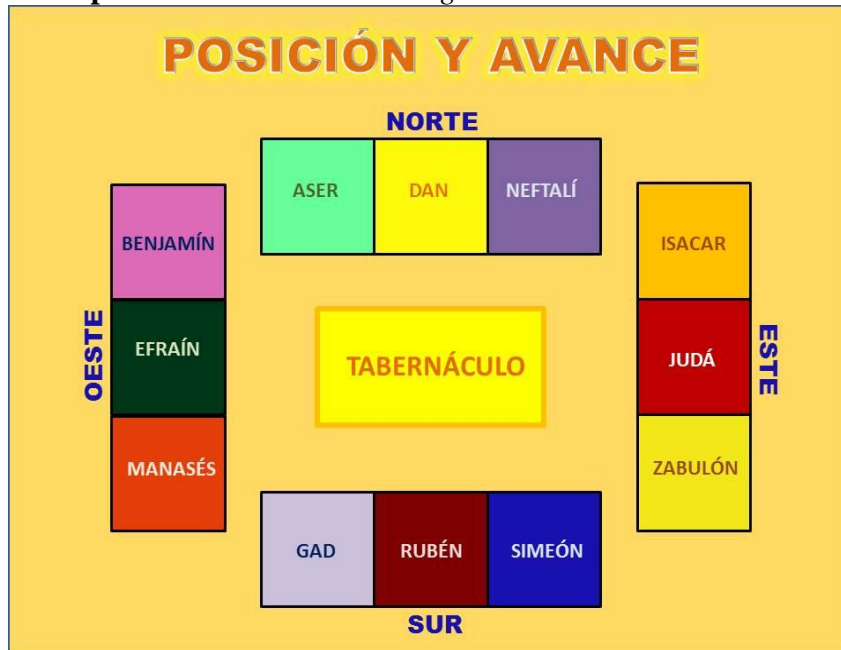 POSICIÓN Y AVANCE
NORTE
ASER DAN NEFTALÍ
BENJAMÍN
ISACAR
OESTE
EFRAÍN
TABERNÁCULO
JUDÁ
ESTE
MANASÉS
ZABULÓN
GAD RUBÉN SIMEÓN
SUR